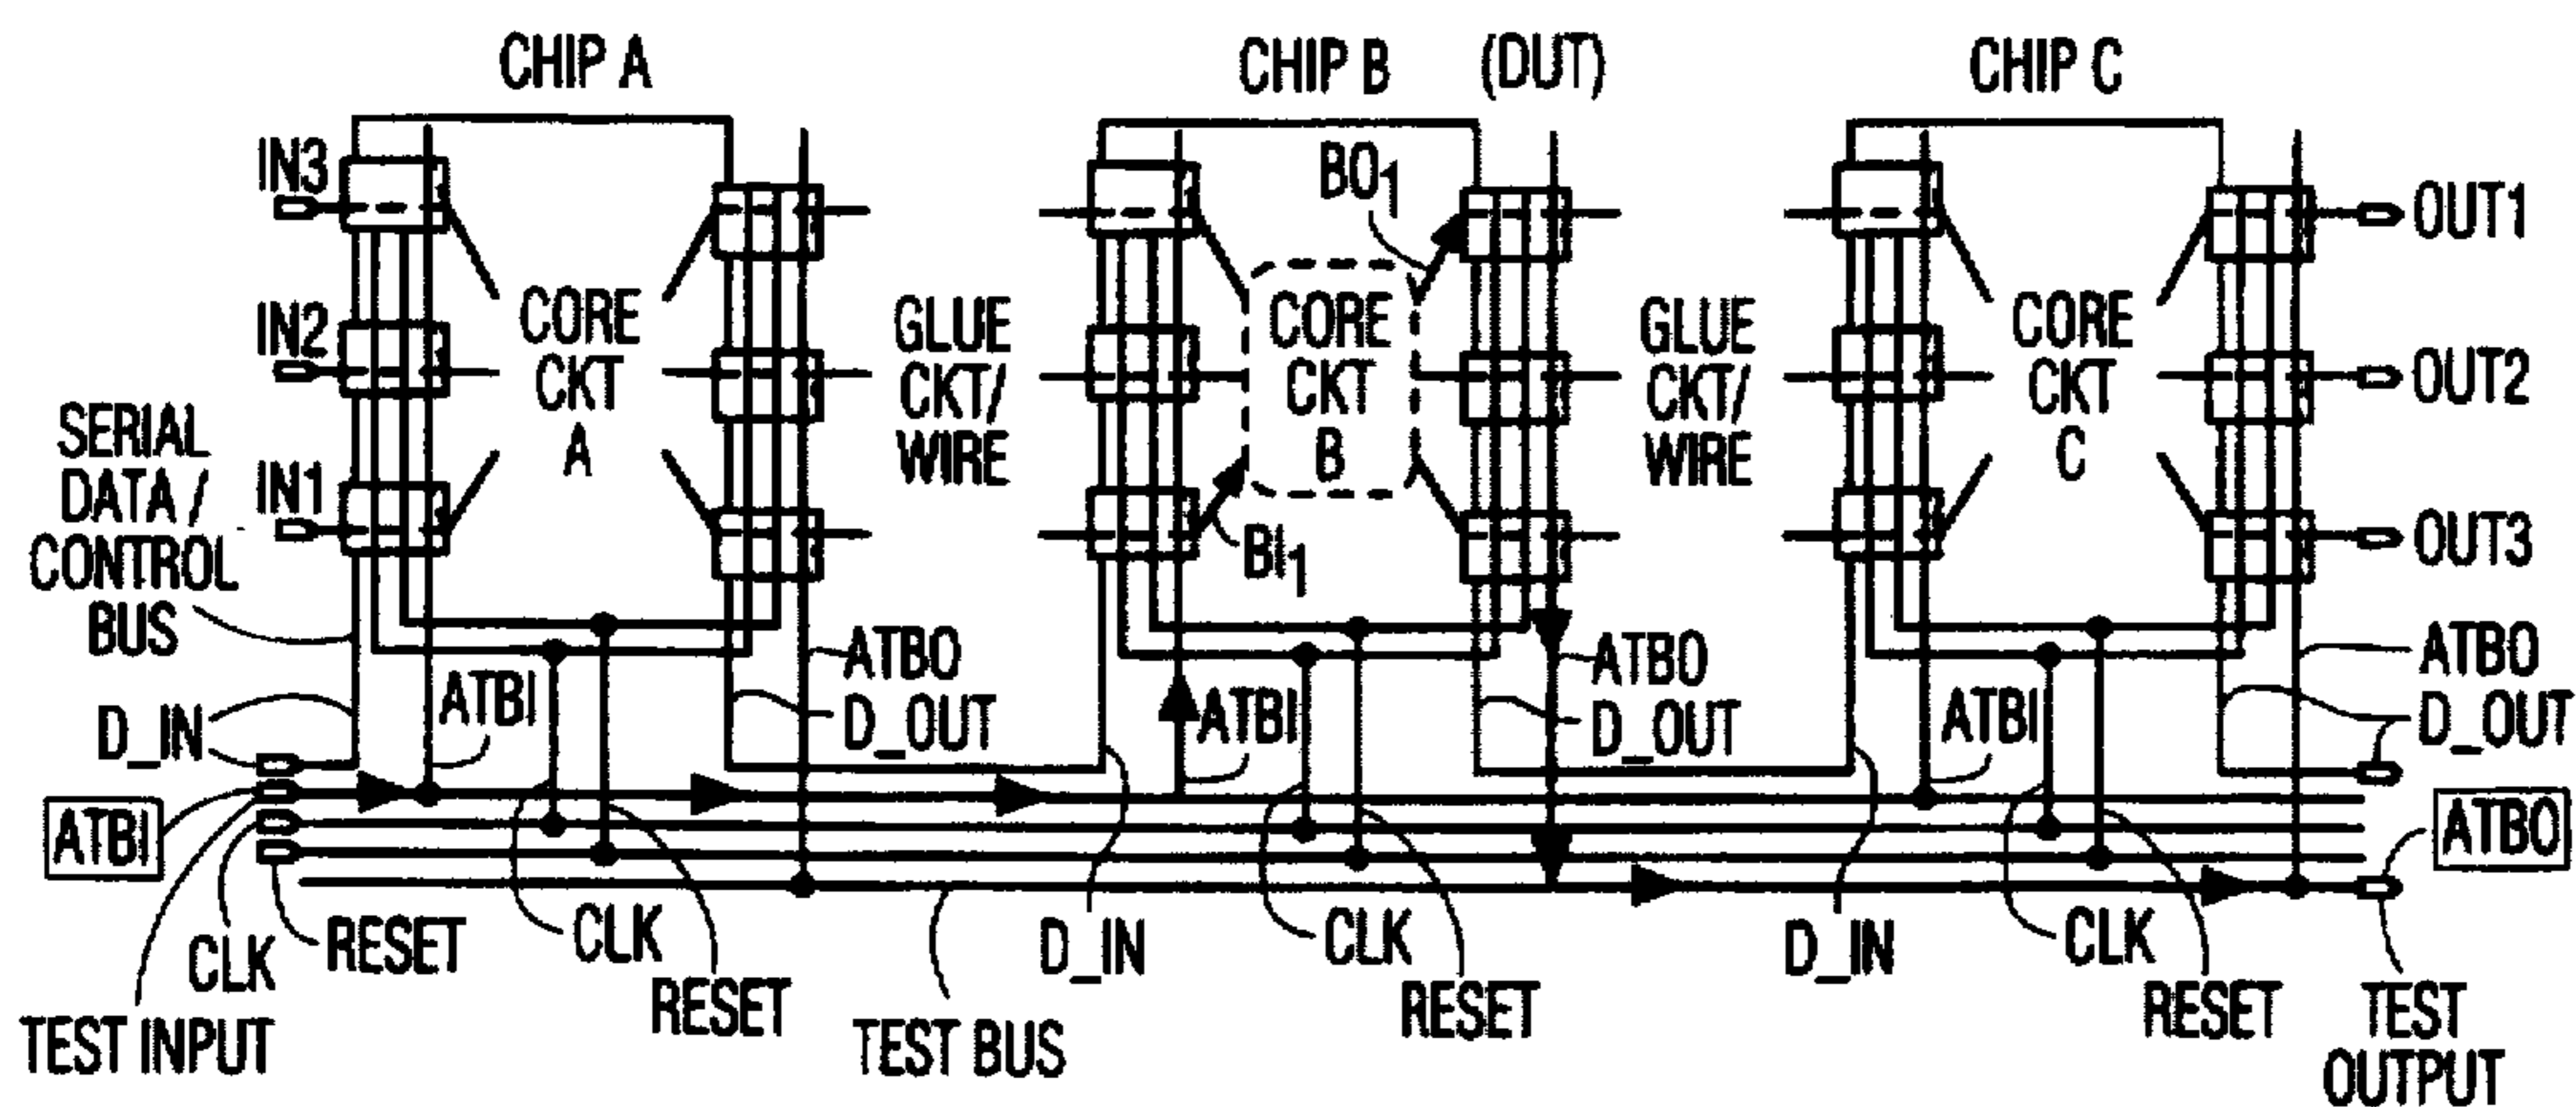 CHIP A
CHIP B
(DUT)
CHIP C
IN3
BO1
OUT1
CORE
CKT
A
GLUE
CKT/
WIRE
CORE
CKT
B
GLUE
CKT/
WIRE
CORE
CKT
C
IN2
OUT2
SERIAL
DATA /
CONTROL
BUS
IN1
BI1
OUT3
ATBO
D_OUT
ATBO
D_OUT
ATBO
D_OUT
D_IN
ATBI
ATBI
ATBI
ATBI
ATBO
CLK
RESET
CLK
RESET
D_IN
CLK
RESET
D_IN
CLK
RESET
TEST INPUT
TEST BUS
TEST
OUTPUT